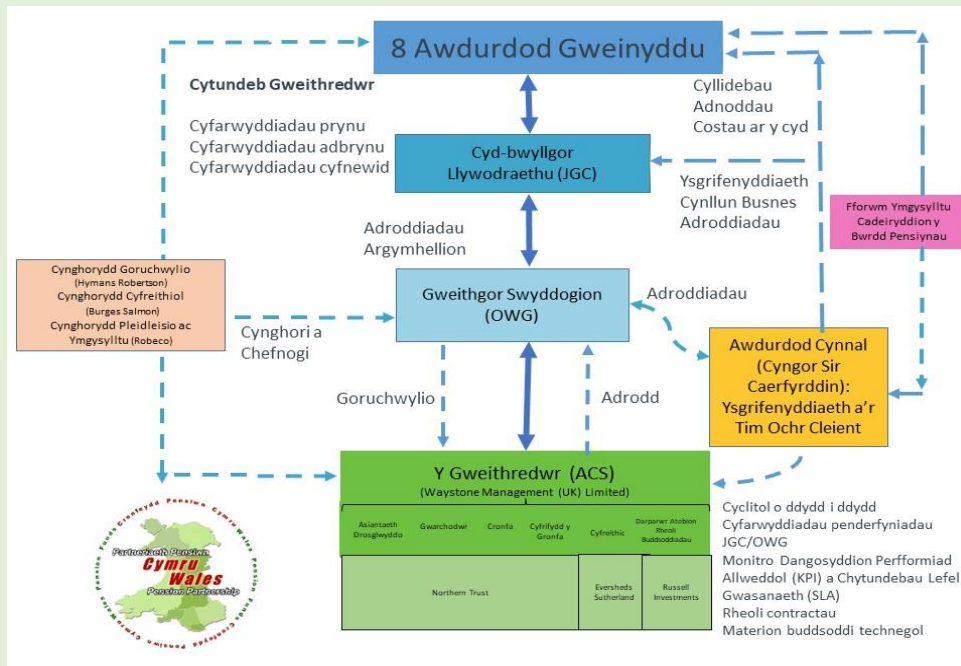 8 Awdurdod Gweinyddu
Cytundeb Gweithredwr
Cyfarwyddiadau prynu
Cyfarwyddiadau adbrynu
Cyfarwyddiadau cyfnewid
Cyllidebau
Adnoddau
Costau ar y cyd
Cyd-bwyllgor
Llywodraethu (JGC)
Ysgrifenyddiaeth
Cynllun Busnes
Adroddiadau
Fforwm Ymgysylltu
Cadeiryddion y
Bwrdd Pensiynau
Adroddiadau
Argymhellion
Cynghorydd Goruchwylio
(Hymans Robertson)
Cynghorydd Cyfreithiol
(Burges Salmon)
Cynghorydd Pleidleisio ac
Ymgysylltu (Robeco)
Cynghori a
Chefnogi
Gweithgor Swyddogion
(OWG)
Adroddiadau
Awdurdod Cynnal
(Cyngor Sir
Caerfyrddin):
Ysgrifenyddiaeth a'r
Tim Ochr Cleient
Goruchwylio
Adrodd
Y Gweithredwr (ACS)
(Waystone Management (UK) Limited)
Asiantaeth
Drosglwyddo
Gwarchodwr
Cronfa
Cyfrifydd y
Gronfa
Cyfreithic
Darparwr Atebion
Rheoli
Buddsoddiadau
Northern Trust
Eversheds
Sutherland
Russell
Investments
Cyclitol o ddydd i ddydd
Cyfarwyddiadau penderfyniadau
JGC/OWG
Monitro Dangosyddion Perfformiad
Allweddol (KPI) a Chytundebau Lefel
Gwasanaeth (SLA)
Rheoli contractau
Materion buddsoddi technegol
Partneriaeth Pensiwn
Cymru
Wales
Pension Partnership